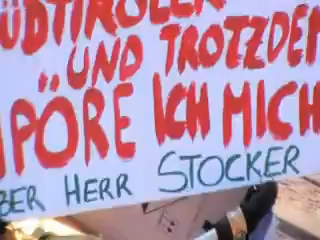 ÜDTIROLER
UND TROTZDEM
PÖRE ICH MICH
BER HERR STOCKER